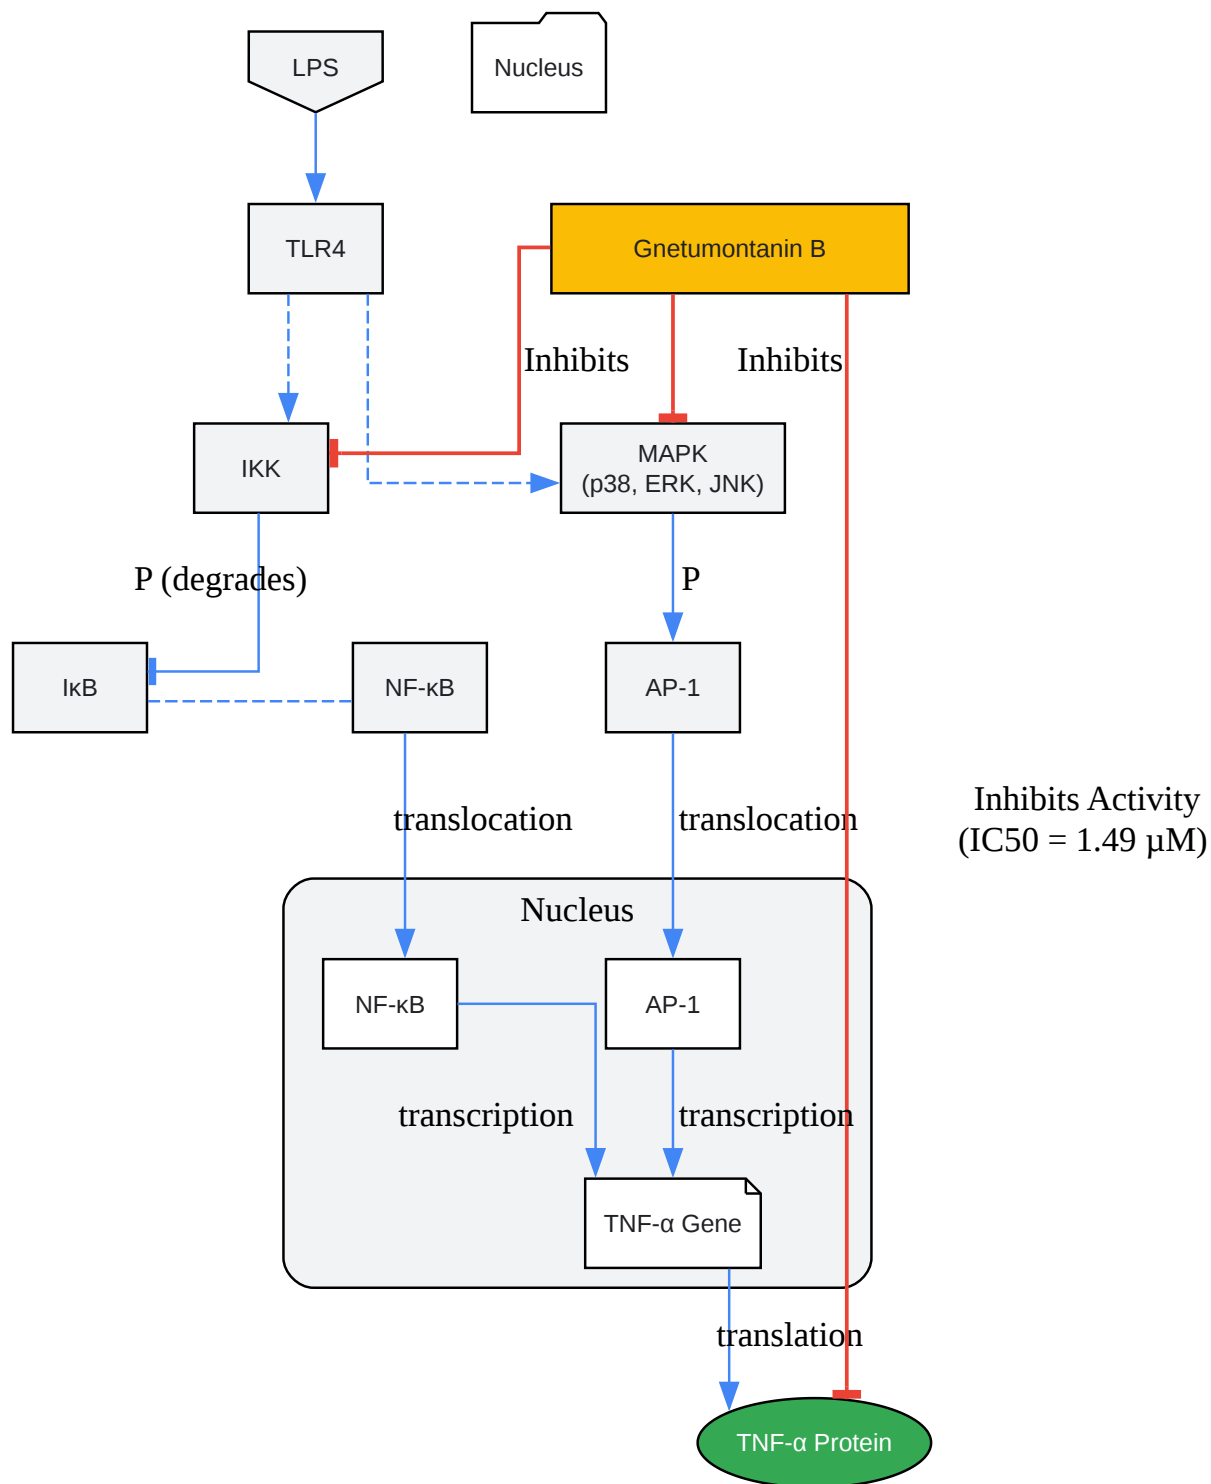 LPS
Nucleus
TLR4
Gnetumontanin B
Inhibits
Inhibits
IKK
MAPK
(p38, ERK, JNK)
P (degrades)
P
IκB
NF-κB
AP-1
translocation
translocation
Inhibits Activity
(IC50 = 1.49 µM)
Nucleus
NF-κB
AP-1
transcription
transcription
TNF-α Gene
translation
TNF-α Protein